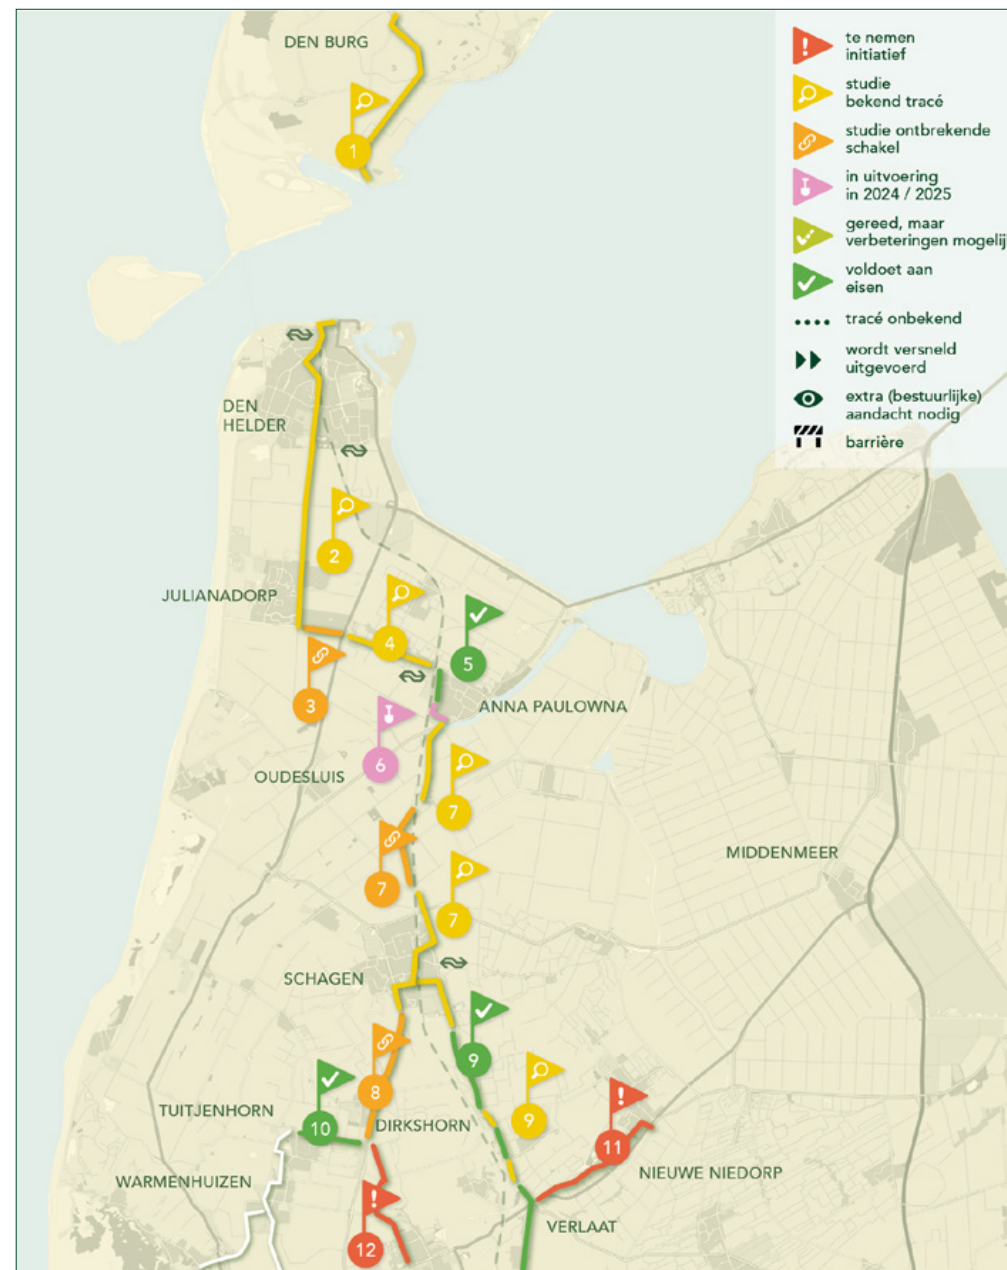 DEN BURG
1
te nemen
initiatief
studie
bekend tracé
studie ontbrekende
schakel
in uitvoering
in 2024 / 2025
gereed, maar
verbeteringen mogelij
voldoet aan
eisen
tracé onbekend
wordt versneld
uitgevoerd
extra (bestuurlijke)
aandacht nodig
barrière
DEN
HELDER
2
JULIANADORP
4
5
3
ANNA PAULOWNA
6
OUDESLUIS
7
7
MIDDENMEER
7
SCHAGEN
9
8
TUITJENHORN
10
DIRKSHORN
9
11
WARMENHUIZEN
NIEUWE NIEDORP
VERLAAT
12